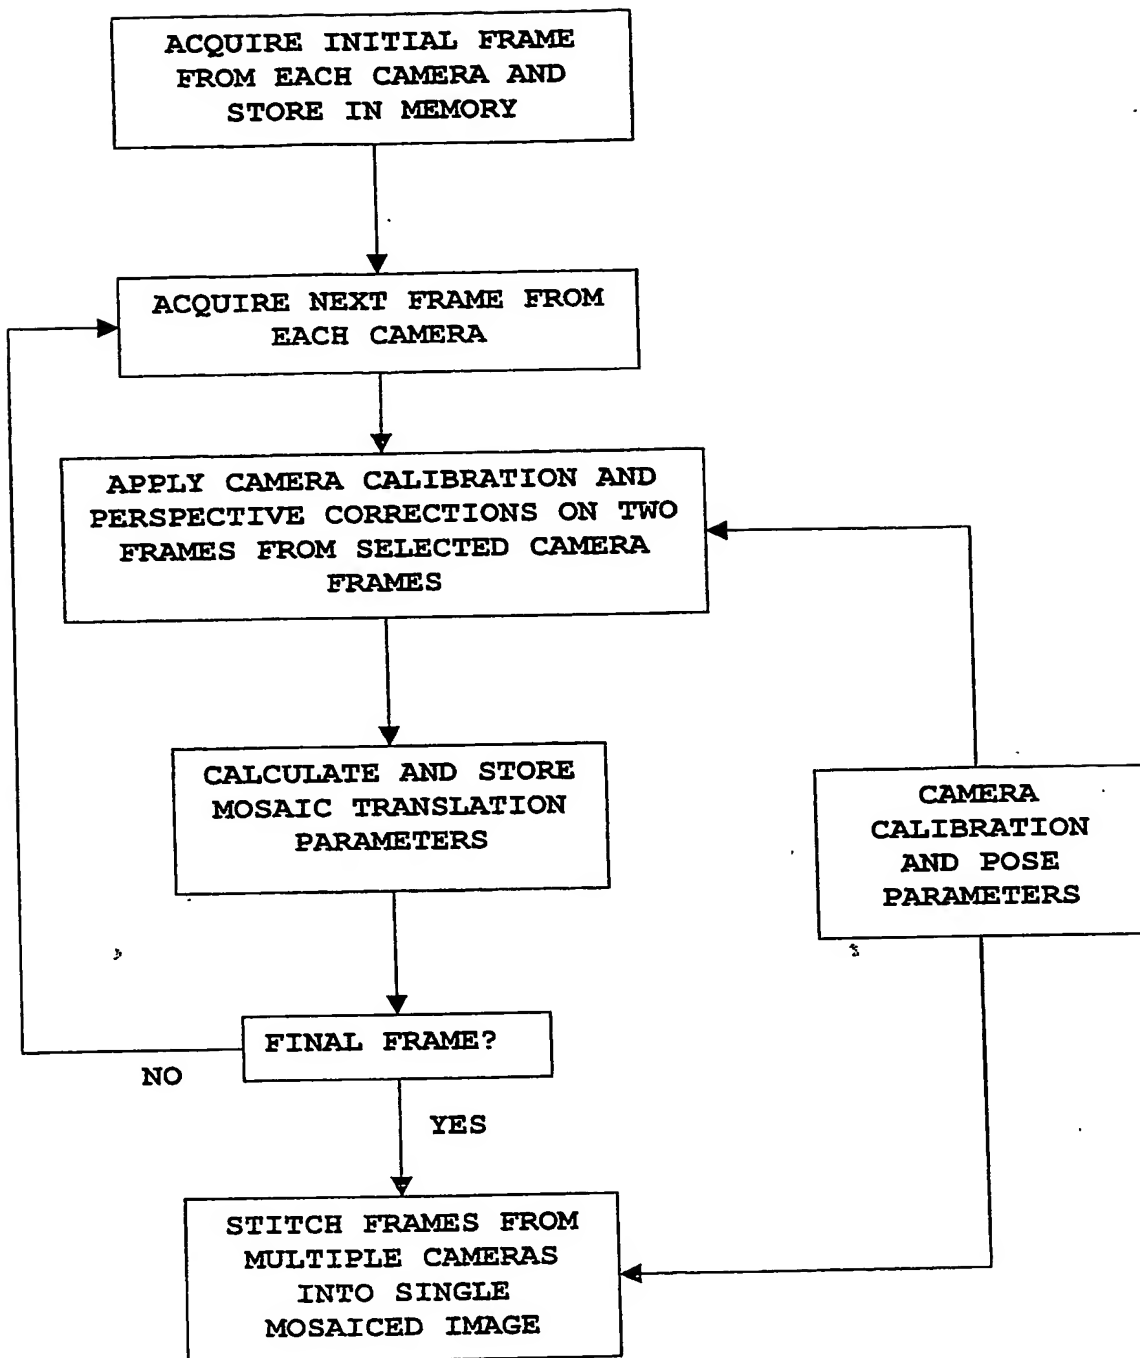 ACQUIRE INITIAL FRAME
FROM EACH CAMERA AND
STORE IN MEMORY
ACQUIRE NEXT FRAME FROM
EACH CAMERA
APPLY CAMERA CALIBRATION AND
PERSPECTIVE CORRECTIONS ON TWO
FRAMES FROM SELECTED CAMERA
FRAMES
CALCULATE AND STORE
MOSAIC TRANSLATION
PARAMETERS
CAMERA
CALIBRATION
AND POSE
PARAMETERS
FINAL FRAME?
NO
YES
STITCH FRAMES FROM
MULTIPLE CAMERAS
INTO SINGLE
MOSAICED IMAGE